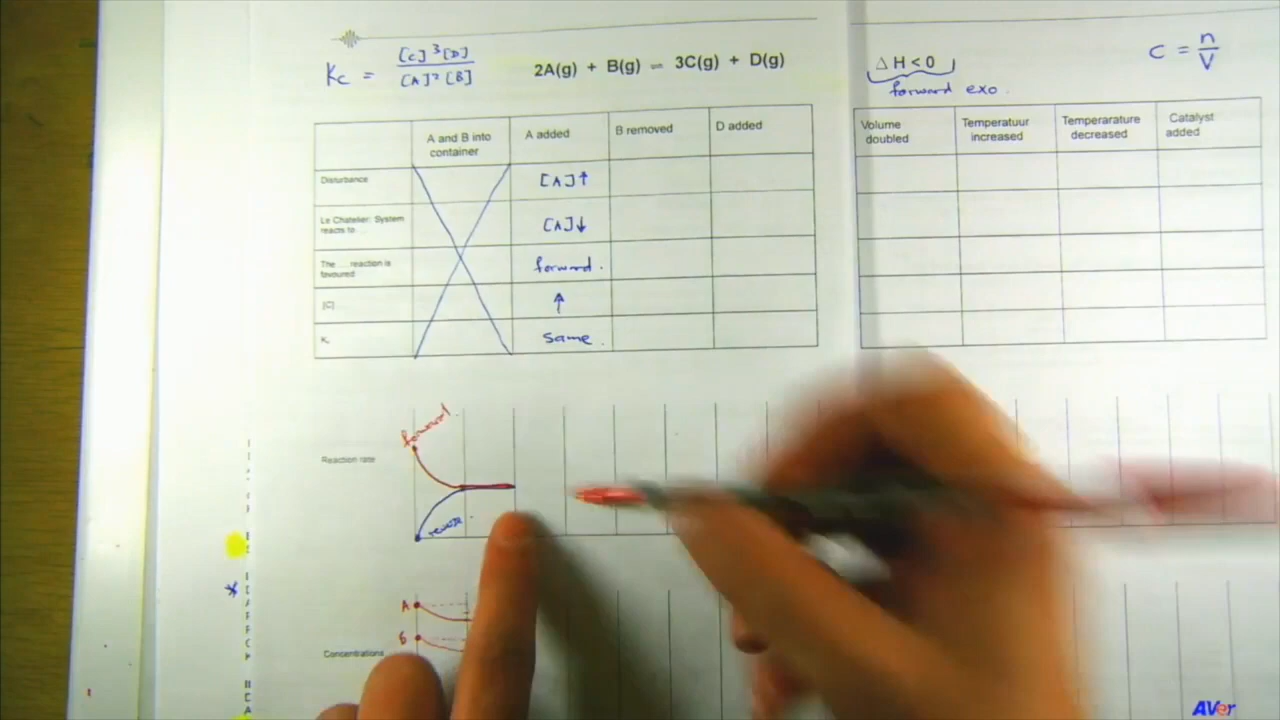 Kc = [C]³[D]
[A]²[B]
2A(g) + B(g) ⇌ 3C(g) + D(g)
ΔH<0
forward exo.
C = n
V
A and B into container
A added
B removed
D added
Volume doubled
Temperatuur increased
Temperarature decreased
Catalyst added
Disturbance
[A]↑
Le Chatelier: System reacts to ...
[A]↓
The ... reaction is favoured
forward.
[C] ...
↑
Kc
same.
Reaction rate
forward
reverse
Concentrations
A
B
AVer